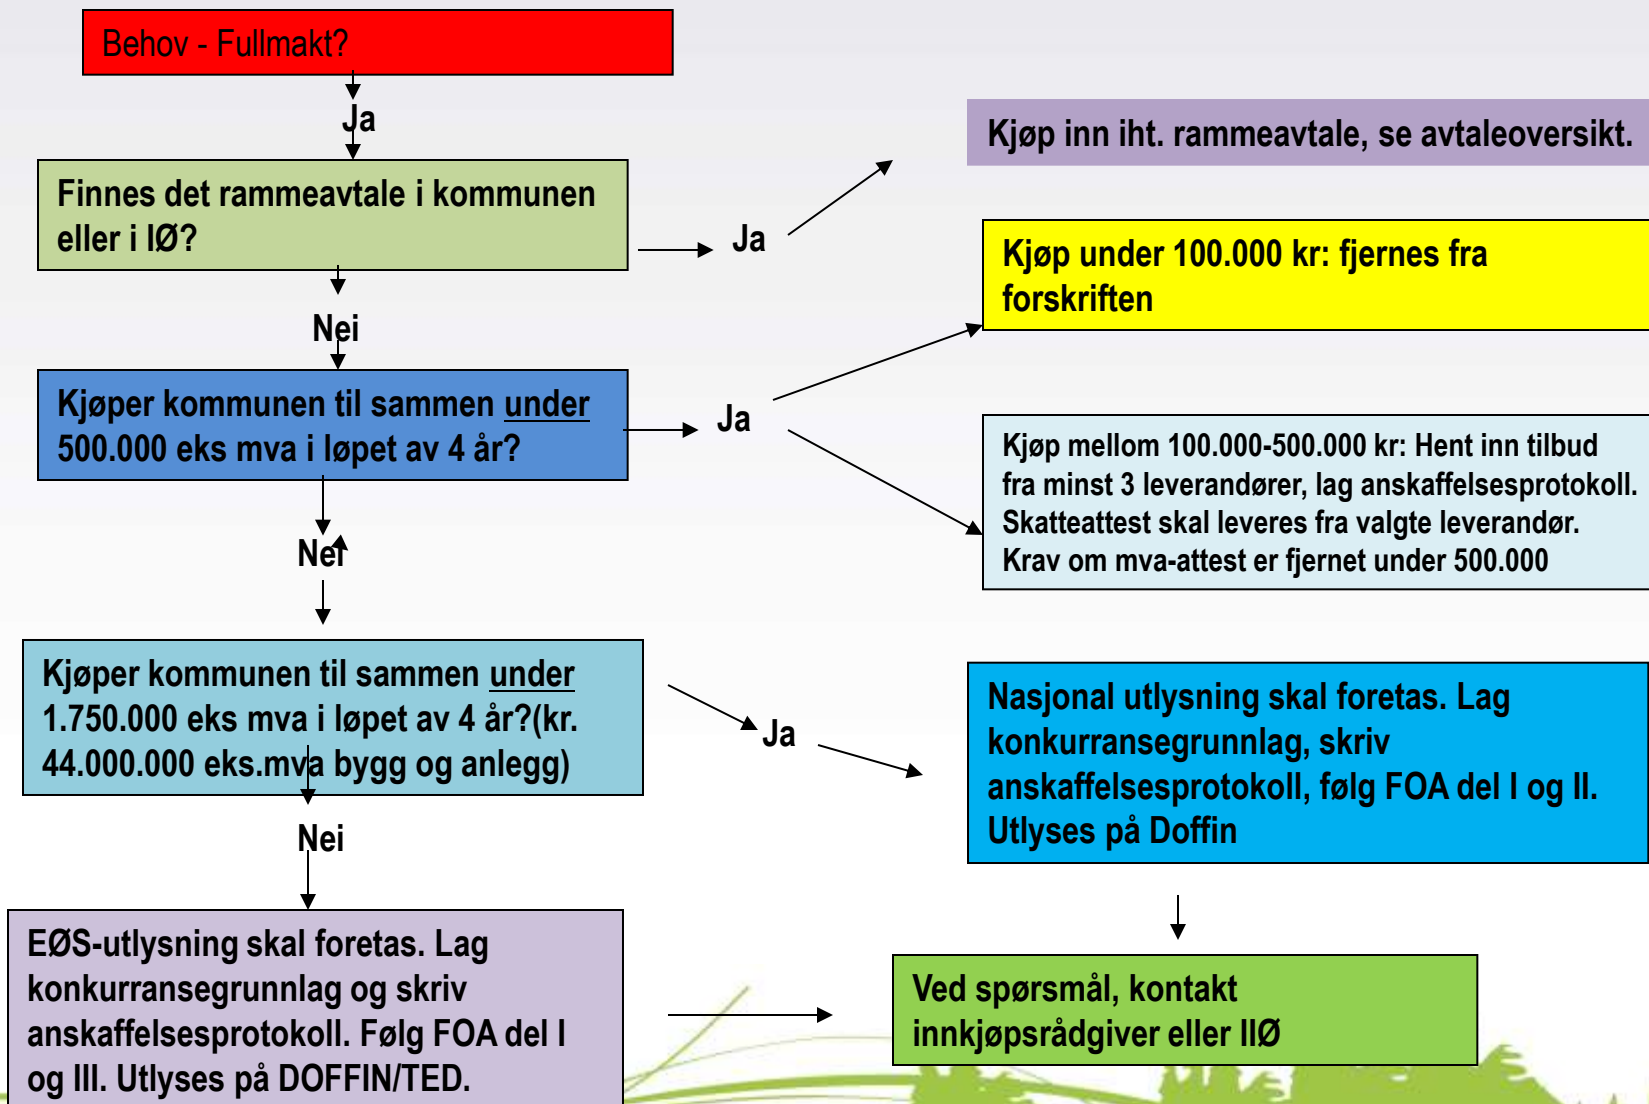 Behov - Fullmakt?
Ja
Finnes det rammeavtale i kommunen
eller i IØ?
Ja
Kjøp inn iht. rammeavtale, se avtaleoversikt.
Nei
Kjøper kommunen til sammen under
500.000 eks mva i løpet av 4 år?
Ja
Kjøp under 100.000 kr: fjernes fra
forskriften
Kjøp mellom 100.000-500.000 kr: Hent inn tilbud
fra minst 3 leverandører, lag anskaffelsesprotokoll.
Skatteattest skal leveres fra valgte leverandør.
Krav om mva-attest er fjernet under 500.000
Nei
Kjøper kommunen til sammen under
1.750.000 eks mva i løpet av 4 år?(kr.
44.000.000 eks.mva bygg og anlegg)
Ja
Nasjonal utlysning skal foretas. Lag
konkurransegrunnlag, skriv
anskaffelsesprotokoll, følg FOA del I og II.
Utlyses på Doffin
Nei
EØS-utlysning skal foretas. Lag
konkurransegrunnlag og skriv
anskaffelsesprotokoll. Følg FOA del I
og III. Utlyses på DOFFIN/TED.
Ved spørsmål, kontakt
innkjøpsrådgiver eller IIØ